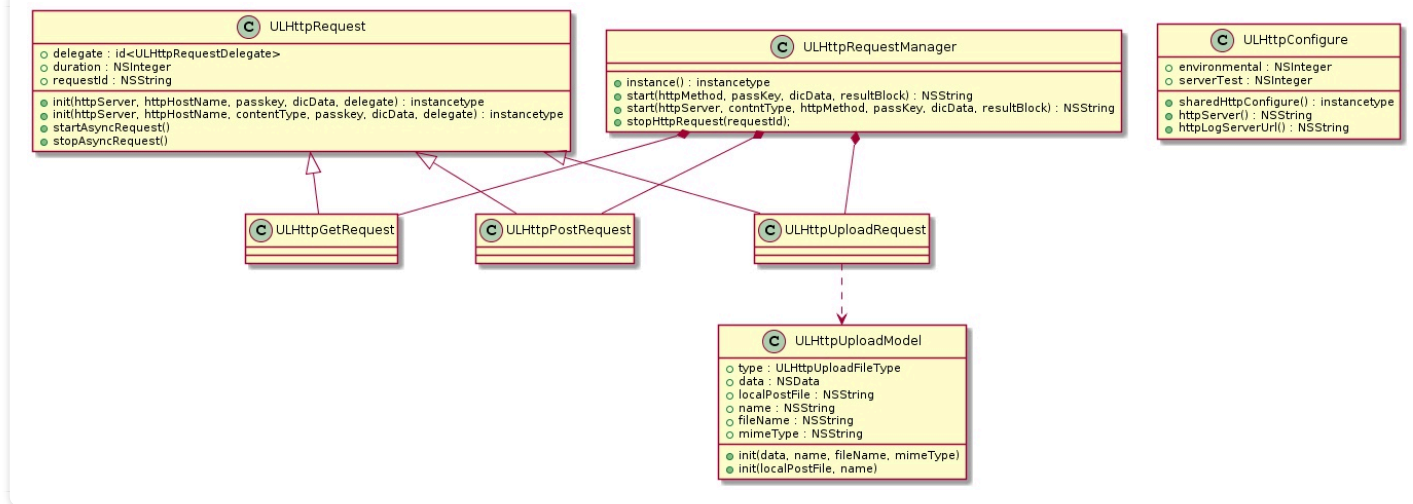 C ULHttpRequest
delegate : id<ULHttpRequestDelegate>
duration : NSInteger
requestId : NSString
init(httpServer, httpHostName, passkey, dicData, delegate) : instancetype
init(httpServer, httpHostName, contentType, passkey, dicData, delegate) : instancetype
startAsyncRequest()
stopAsyncRequest()
C ULHttpRequestManager
instance() : instancetype
start(httpMethod, passKey, dicData, resultBlock) : NSString
start(httpServer, contntType, httpMethod, passKey, dicData, resultBlock) : NSString
stopHttpRequest(requestId);
C ULHttpConfigure
environmental : NSInteger
serverTest : NSInteger
sharedHttpConfigure() : instancetype
httpServer() : NSString
httpLogServerUrl() : NSString
C ULHttpGetRequest
C ULHttpPostRequest
C ULHttpUploadRequest
C ULHttpUploadModel
type : ULHttpUploadFileType
data : NSData
localPostFile : NSString
name : NSString
fileName : NSString
mimeType : NSString
init(data, name, fileName, mimeType)
init(localPostFile, name)